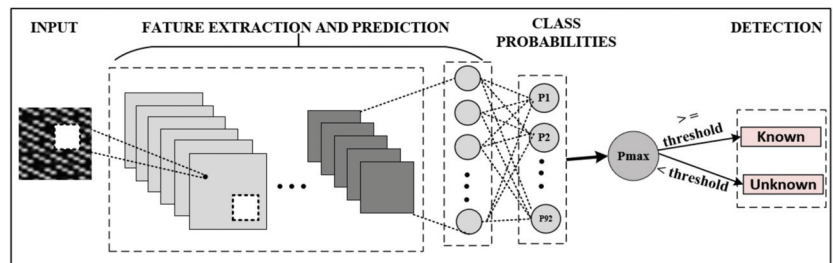 INPUT
FATURE EXTRACTION AND PREDICTION
CLASS
PROBABILITIES
DETECTION
P1
P2
P92
Pmax
>=
threshold
< threshold
Known
Unknown